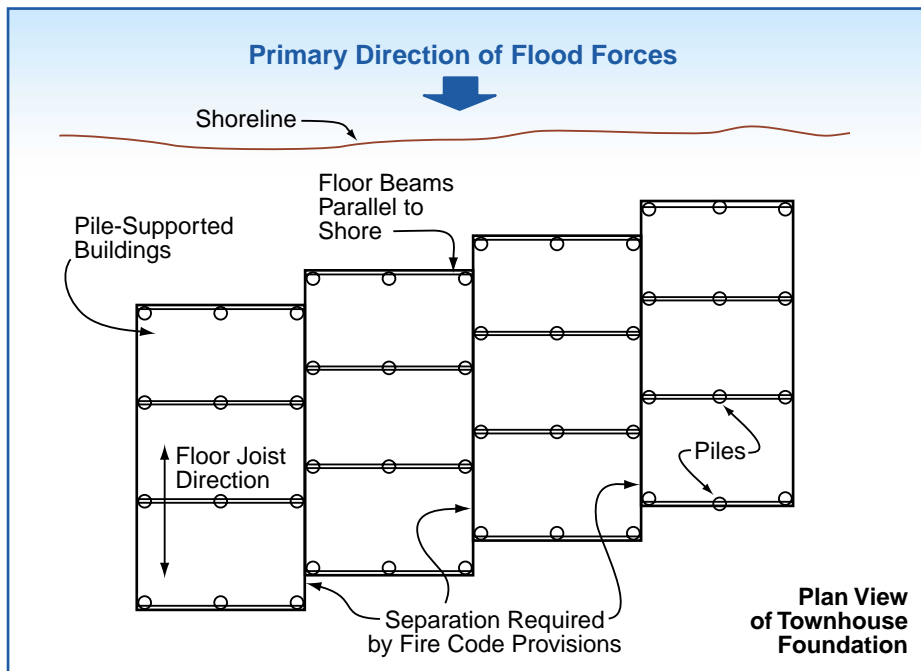 Primary Direction of Flood Forces
Shoreline
Floor Beams
Parallel to
Shore
Pile-Supported
Buildings
Floor Joist
Direction
Piles
Separation Required
by Fire Code Provisions
Plan View
of Townhouse
Foundation